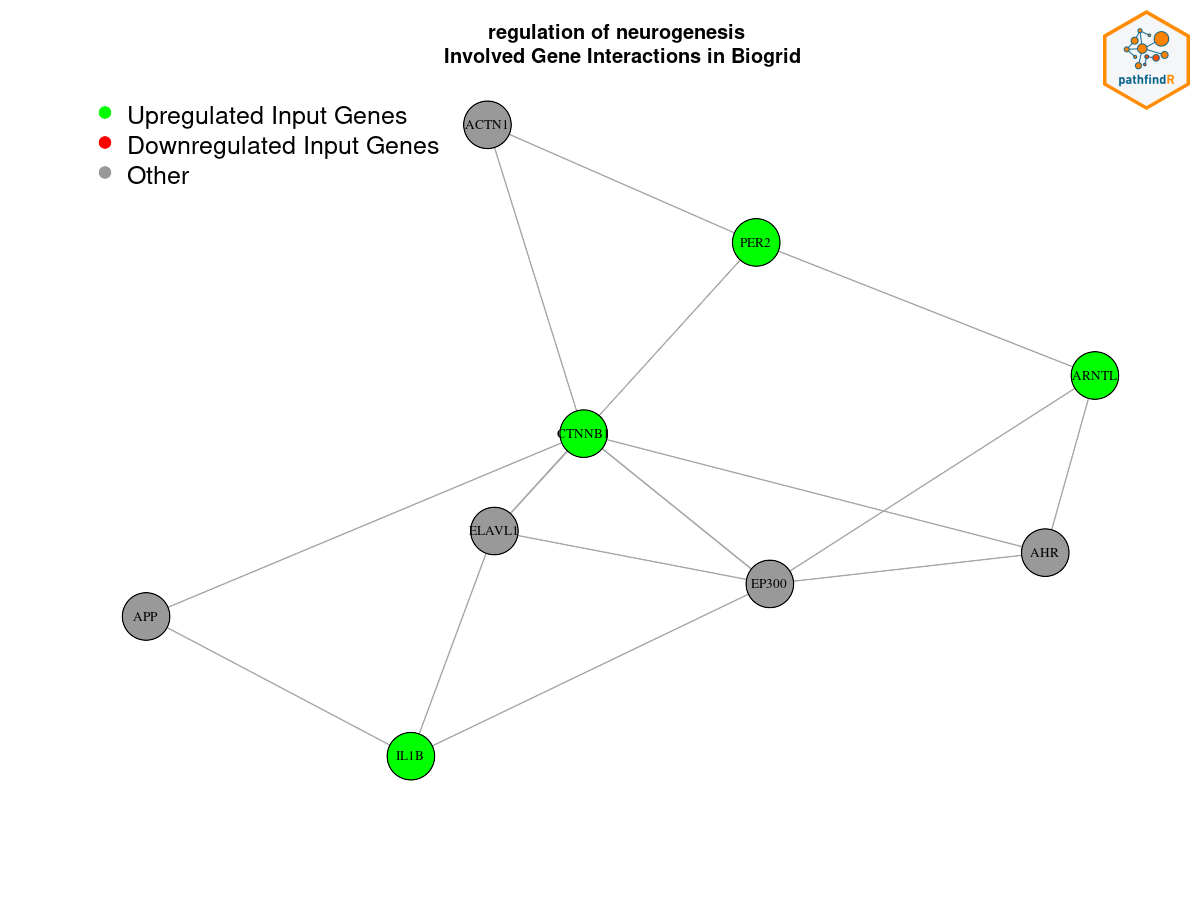 regulation of neurogenesis
Involved Gene Interactions in Biogrid
pathfindR
Upregulated Input Genes
Downregulated Input Genes
Other
ACTN1
PER2
ARNTL
CTNNB1
ELAVL1
AHR
EP300
APP
IL1B